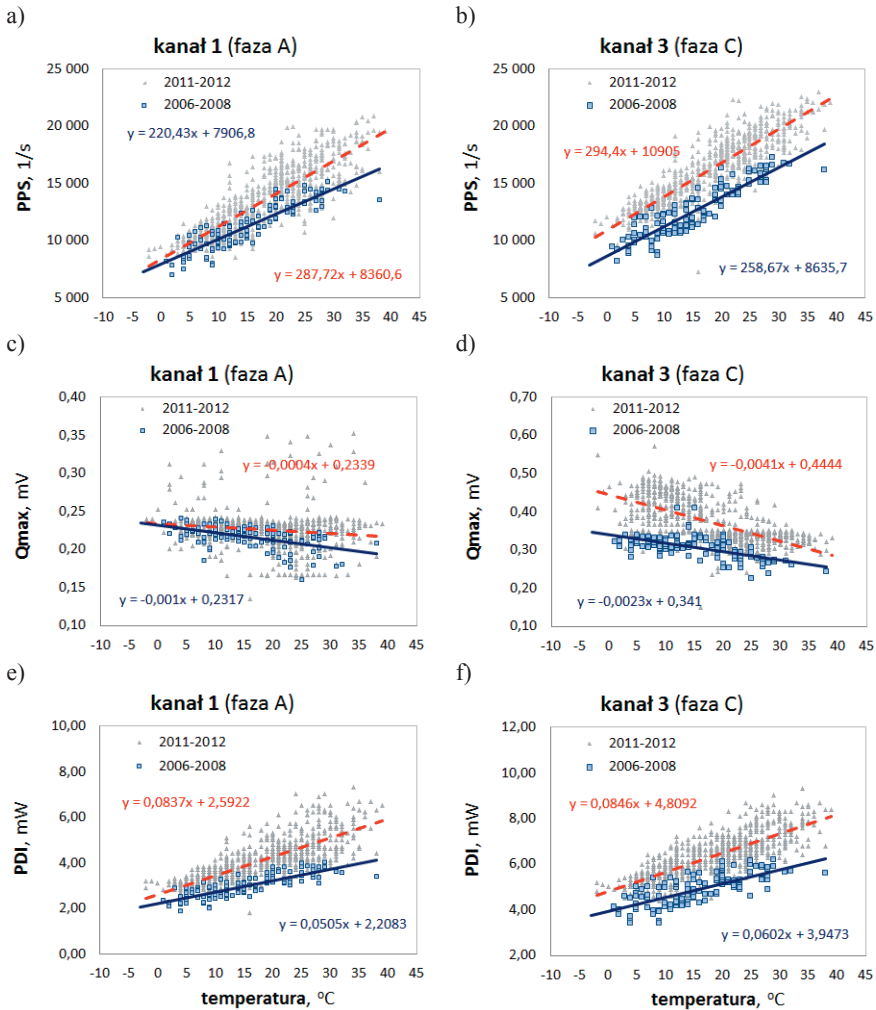 a)
kanał 1 (faza A)
25 000
20 000
15 000
10 000
5 000
PPS, 1/s
2011-2012
2006-2008
y = 220,43x + 7906,8
y = 287,72x + 8360,6
-10 -5 0 5 10 15 20 25 30 35 40 45
b)
kanał 3 (faza C)
25 000
20 000
15 000
10 000
5 000
PPS, 1/s
2011-2012
2006-2008
y = 294,4x + 10905
y = 258,67x + 8635,7
-10 -5 0 5 10 15 20 25 30 35 40 45
c)
kanał 1 (faza A)
0,40
0,35
0,30
0,25
0,20
0,15
0,10
Qmax, mV
2011-2012
2006-2008
y = -0,0004x + 0,2339
y = -0,001x + 0,2317
-10 -5 0 5 10 15 20 25 30 35 40 45
d)
kanał 3 (faza C)
0,70
0,60
0,50
0,40
0,30
0,20
0,10
Qmax, mV
2011-2012
2006-2008
y = -0,0041x + 0,4444
y = -0,0023x + 0,341
-10 -5 0 5 10 15 20 25 30 35 40 45
e)
kanał 1 (faza A)
10,00
8,00
6,00
4,00
2,00
0,00
PDI, mW
2011-2012
2006-2008
y = 0,0837x + 2,5922
y = 0,0505x + 2,2083
-10 -5 0 5 10 15 20 25 30 35 40 45
temperatura, °C
f)
kanał 3 (faza C)
12,00
10,00
8,00
6,00
4,00
2,00
PDI, mW
2011-2012
2006-2008
y = 0,0846x + 4,8092
y = 0,0602x + 3,9473
-10 -5 0 5 10 15 20 25 30 35 40 45
temperatura, °C